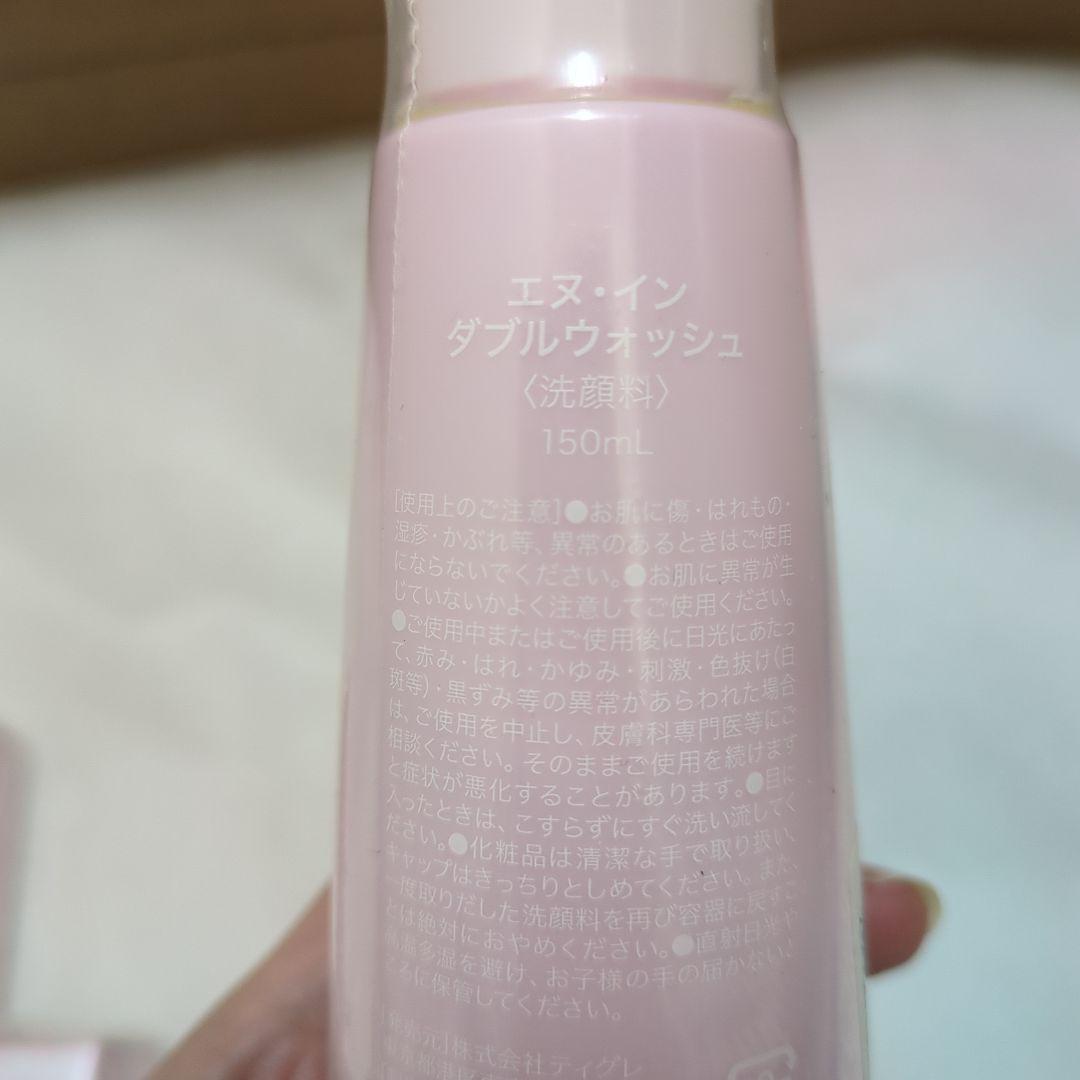 エヌ・イン
ダブルウォッシュ
〈洗顔料〉
150mL
［使用上のご注意］●お肌に傷・はれもの・
湿疹・かぶれ等、異常のあるときはご使用
にならないでください。●お肌に異常が生
じていないかよく注意してご使用ください。
●ご使用中またはご使用後に日光にあたっ
て、赤み・はれ・かゆみ・刺激・色抜け(白
斑等)・黒ずみ等の異常があらわれた場合
は、ご使用を中止し、皮膚科専門医等にご
相談ください。そのままご使用を続けます
と症状が悪化することがあります。●目に
入ったときは、こすらずにすぐ洗い流してく
ださい。●化粧品は清潔な手で取り扱い、
キャップはきっちりとしめてください。また、
一度取りだした洗顔料を再び容器に戻すこ
とは絶対におやめください。●直射日光や
高温多湿を避け、お子様の手の届かないと
ころに保管してください。
［発売元］株式会社ティグレ
東京都港区